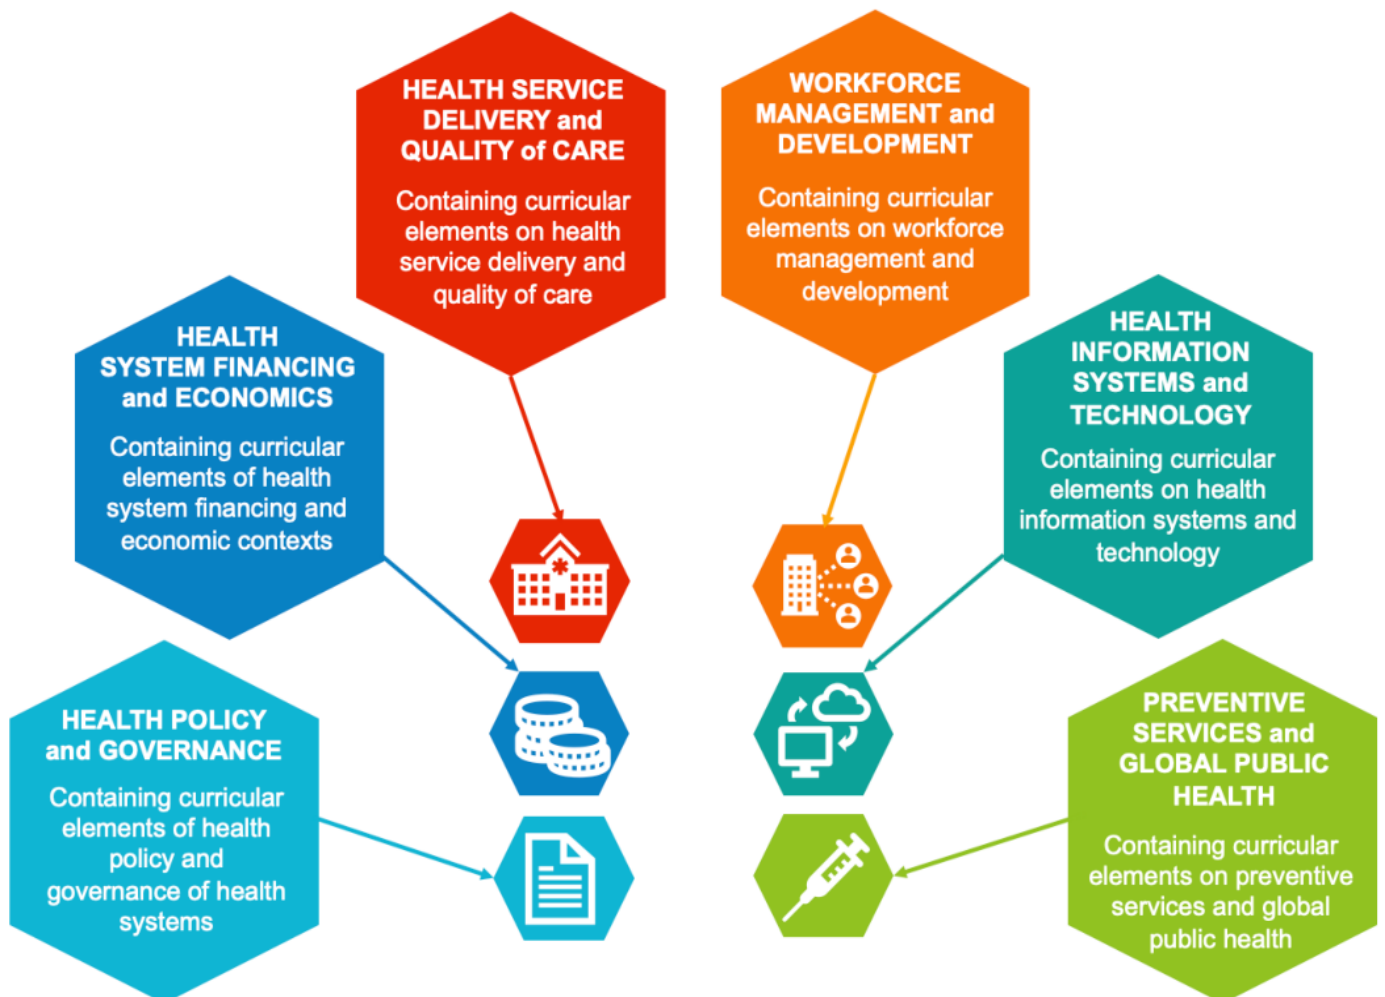 HEALTH SERVICE
DELIVERY and
QUALITY of CARE
Containing curricular
elements on health
service delivery and
quality of care
WORKFORCE
MANAGEMENT and
DEVELOPMENT
Containing curricular
elements on workforce
management and
development
HEALTH
SYSTEM FINANCING
and ECONOMICS
Containing curricular
elements of health
system financing and
economic contexts
HEALTH
INFORMATION
SYSTEMS and
TECHNOLOGY
Containing curricular
elements on health
information systems and
technology
HEALTH POLICY
and GOVERNANCE
Containing curricular
elements of health
policy and
governance of health
systems
PREVENTIVE
SERVICES and
GLOBAL PUBLIC
HEALTH
Containing curricular
elements on preventive
services and global
public health